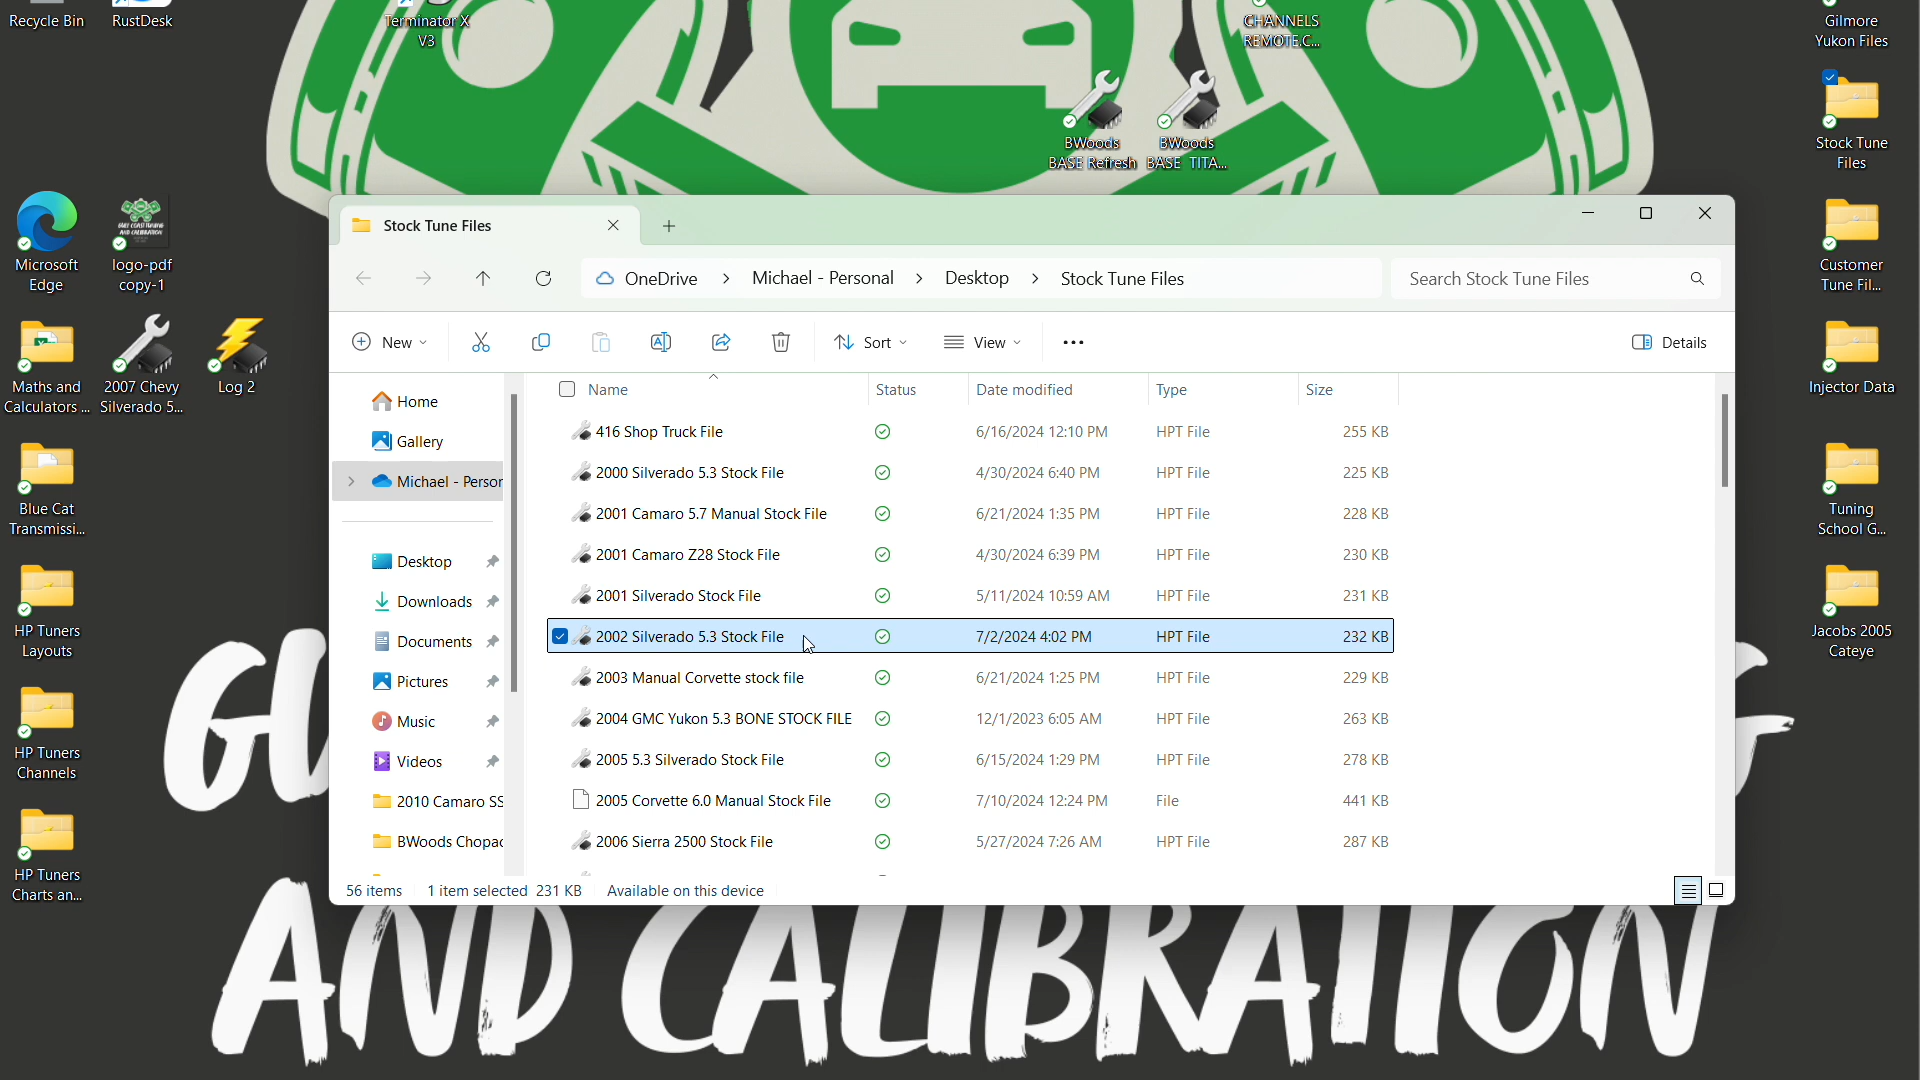 Recycle Bin
RustDesk
Terminator X
V3
CHANNELS
REMOTE.C...
Gilmore
Yukon Files
BWoods
BASE Refresh
BWoods
BASE TITA...
Stock Tune
Files
Microsoft
Edge
logo-pdf
copy-1
Customer
Tune Fil...
Maths and
Calculators ...
2007 Chevy
Silverado 5...
Log 2
Injector Data
Blue Cat
Transmissi...
Tuning
School G...
HP Tuners
Layouts
Jacobs 2005
Cateye
HP Tuners
Channels
HP Tuners
Charts an...
Stock Tune Files
OneDrive > Michael - Personal > Desktop > Stock Tune Files
Search Stock Tune Files
New
Sort
View
Details
Home
Gallery
Michael - Person
Desktop
Downloads
Documents
Pictures
Music
Videos
2010 Camaro SS
BWoods Chopac
Name Status Date modified Type Size
416 Shop Truck File 6/16/2024 12:10 PM HPT File 255 KB
2000 Silverado 5.3 Stock File 4/30/2024 6:40 PM HPT File 225 KB
2001 Camaro 5.7 Manual Stock File 6/21/2024 1:35 PM HPT File 228 KB
2001 Camaro Z28 Stock File 4/30/2024 6:39 PM HPT File 230 KB
2001 Silverado Stock File 5/11/2024 10:59 AM HPT File 231 KB
2002 Silverado 5.3 Stock File 7/2/2024 4:02 PM HPT File 232 KB
2003 Manual Corvette stock file 6/21/2024 1:25 PM HPT File 229 KB
2004 GMC Yukon 5.3 BONE STOCK FILE 12/1/2023 6:05 AM HPT File 263 KB
2005 5.3 Silverado Stock File 6/15/2024 1:29 PM HPT File 278 KB
2005 Corvette 6.0 Manual Stock File 7/10/2024 12:24 PM File 441 KB
2006 Sierra 2500 Stock File 5/27/2024 7:26 AM HPT File 287 KB
56 items 1 item selected 231 KB Available on this device
AND CALIBRATION